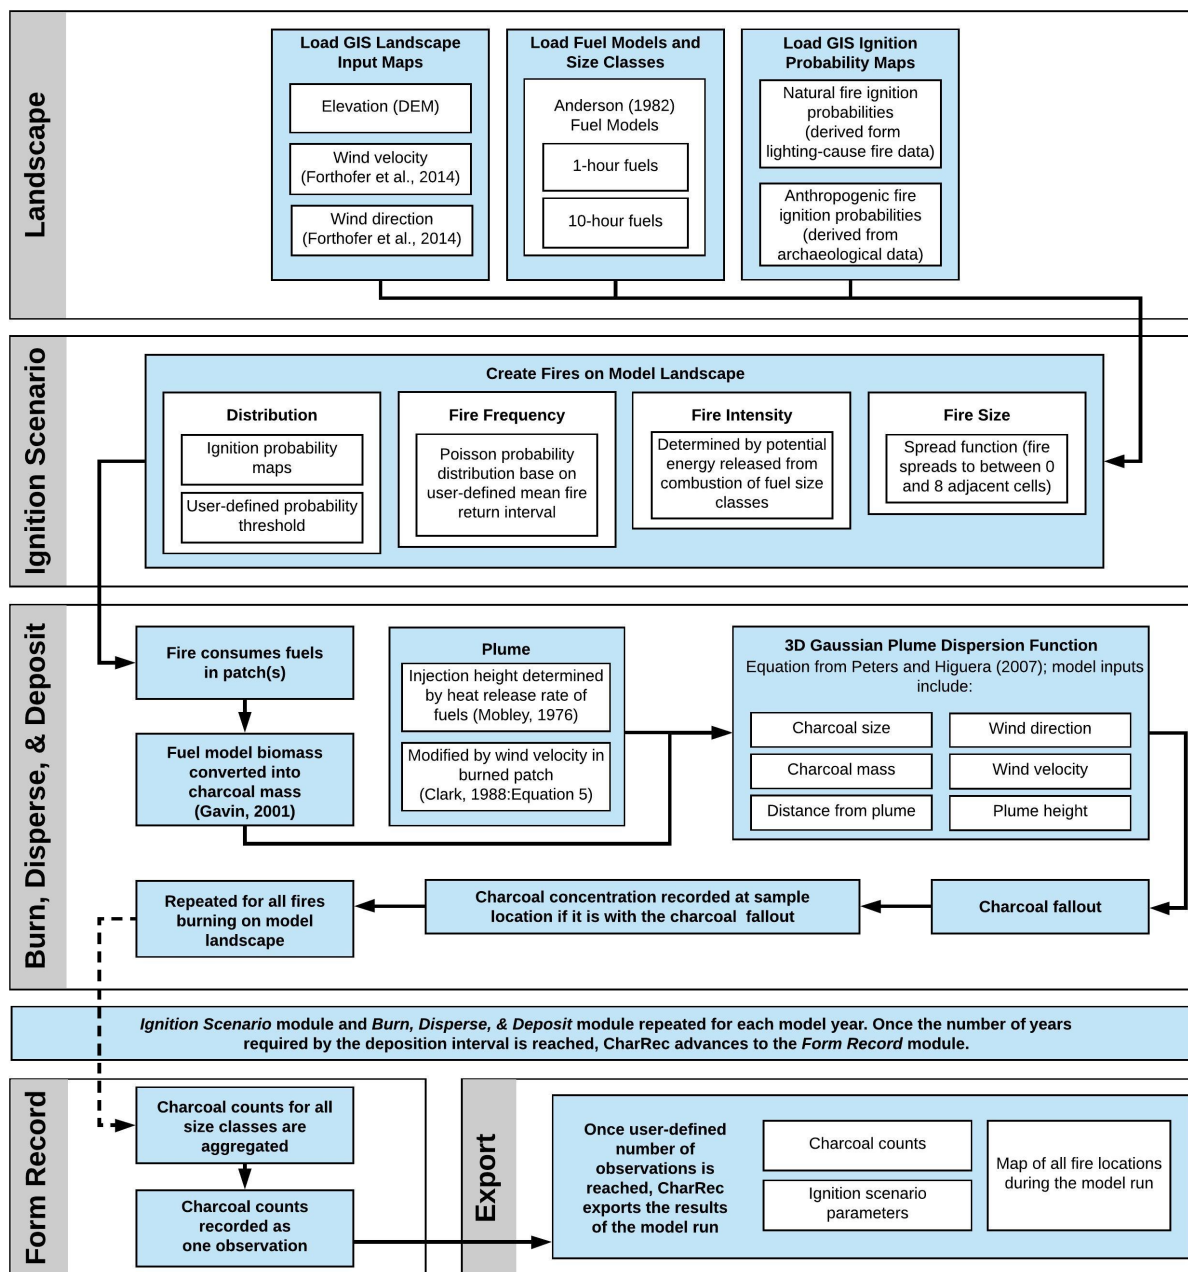 Landscape
Load GIS Landscape
Input Maps
Elevation (DEM)
Wind velocity
(Forthofer et al., 2014)
Wind direction
(Forthofer et al., 2014)
Load Fuel Models and
Size Classes
Anderson (1982)
Fuel Models
1-hour fuels
10-hour fuels
Load GIS Ignition
Probability Maps
Natural fire ignition
probabilities
(derived form
lighting-cause fire data)
Anthropogenic fire
ignition probabilities
(derived from
archaeological data)
Ignition Scenario
Create Fires on Model Landscape
Distribution
Ignition probability
maps
User-defined probability
threshold
Fire Frequency
Poisson probability
distribution base on
user-defined mean fire
return interval
Fire Intensity
Determined by potential
energy released from
combustion of fuel size
classes
Fire Size
Spread function (fire
spreads to between 0
and 8 adjacent cells)
Burn, Disperse, & Deposit
Fire consumes fuels
in patch(s)
Fuel model biomass
converted into
charcoal mass
(Gavin, 2001)
Plume
Injection height determined
by heat release rate of
fuels (Mobley, 1976)
Modified by wind velocity in
burned patch
(Clark, 1988:Equation 5)
3D Gaussian Plume Dispersion Function
Equation from Peters and Higuera (2007); model inputs
include:
Charcoal size
Wind direction
Charcoal mass
Wind velocity
Distance from plume
Plume height
Charcoal fallout
Charcoal concentration recorded at sample
location if it is with the charcoal fallout
Repeated for all fires
burning on model
landscape
Ignition Scenario module and Burn, Disperse, & Deposit module repeated for each model year. Once the number of years
required by the deposition interval is reached, CharRec advances to the Form Record module.
Form Record
Charcoal counts for all
size classes are
aggregated
Charcoal counts
recorded as
one observation
Export
Once user-defined
number of
observations is
reached, CharRec
exports the results
of the model run
Charcoal counts
Ignition scenario
parameters
Map of all fire locations
during the model run